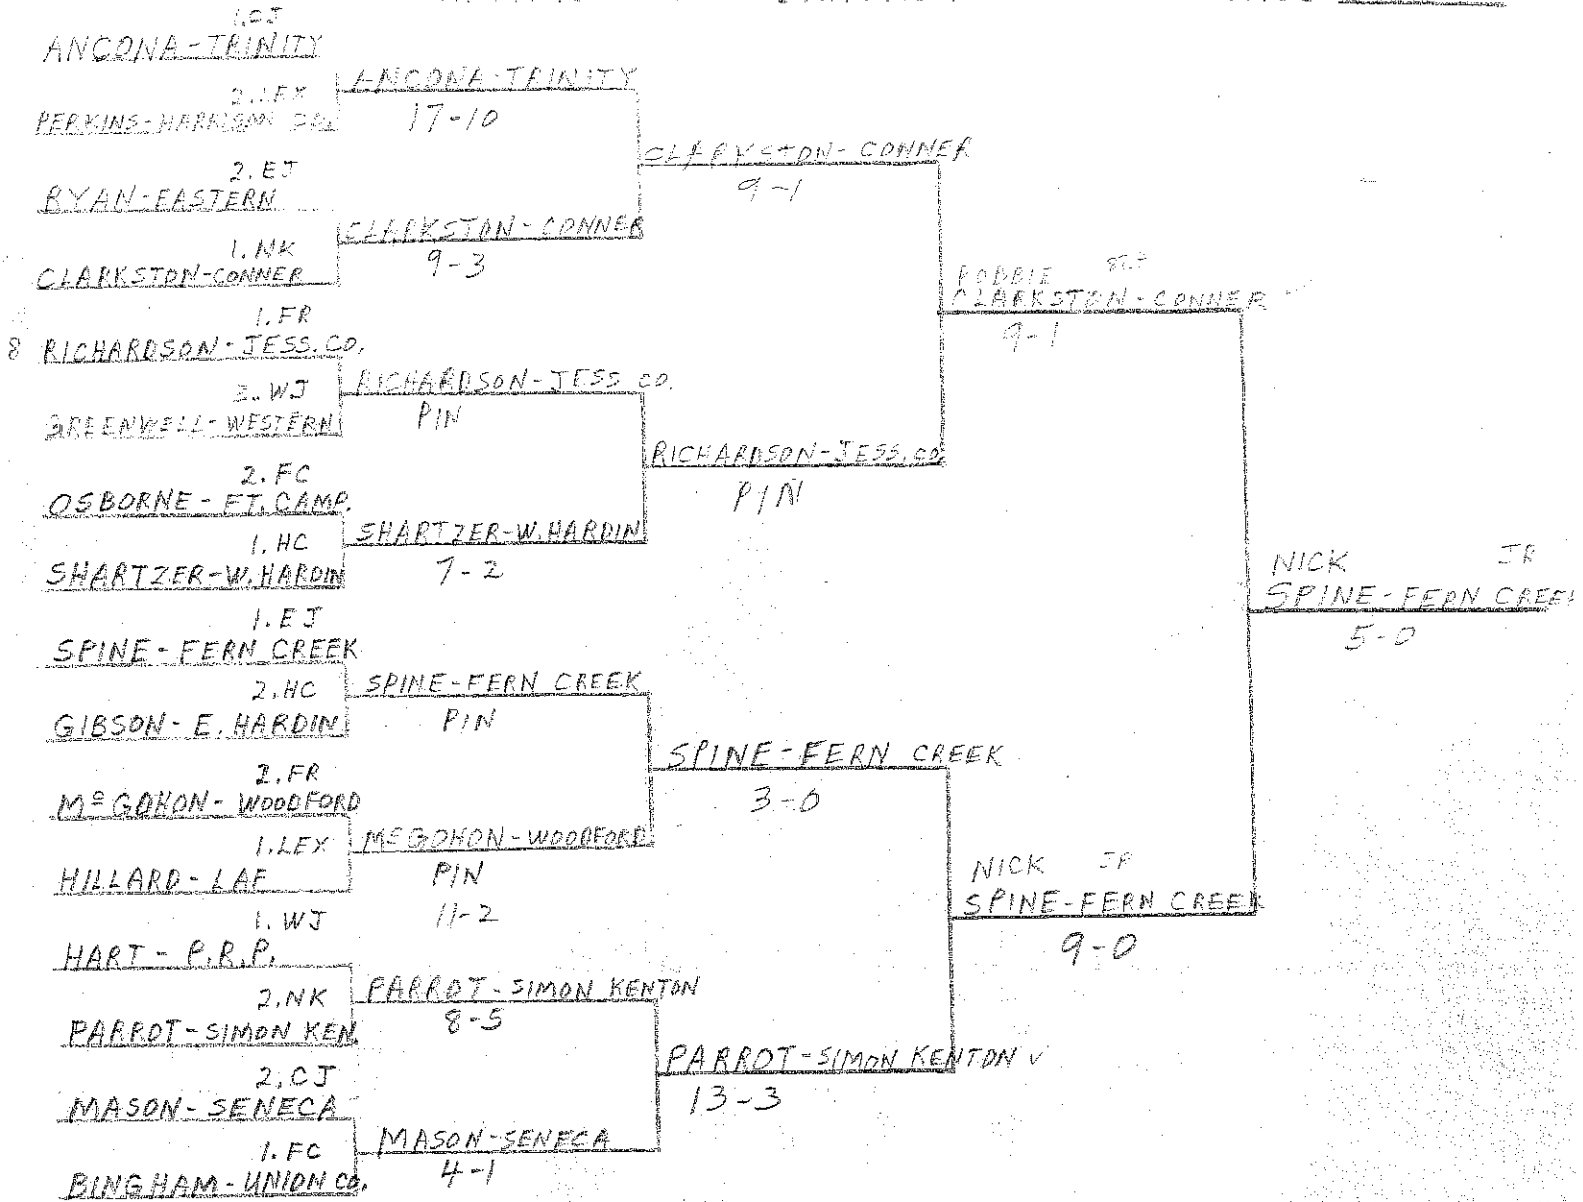 1.CJ
ANCONA-TRINITY
2.LEX
PERKINS-HARRISON CO.
2.EJ
RYAN-EASTERN
1.NK
CLARKSTON-CONNER
1.FR
8 RICHARDSON-JESS.CO.
2.WJ
GREENWELL-WESTERN
2.FC
OSBORNE-FT.CAMP.
1.HC
SHARTZER-W.HARDIN
1.EJ
SPINE-FERN CREEK
2.HC
GIBSON-E.HARDIN
2.FR
McGOHON-WOODFORD
1.LEX
HILLARD-LAF
1.WJ
HART-P.R.P.
2.NK
PARROT-SIMON KEN.
2.CJ
MASON-SENECA
1.FC
BINGHAM-UNION CO.
ANCONA-TRINITY
17-10
CLARKSTON-CONNER
9-3
RICHARDSON-JESS CO.
PIN
SHARTZER-W.HARDIN
7-2
SPINE-FERN CREEK
PIN
McGOHON-WOODFORD
PIN
11-2
PARROT-SIMON KENTON
8-5
MASON-SENECA
4-1
CLARKSTON-CONNER
9-1
RICHARDSON-JESS.CO.
PIN
SPINE-FERN CREEK
3-0
PARROT-SIMON KENTON ✓
13-3
ROBBIE
CLARKSTON-CONNER
9-1
NICK JR
SPINE-FERN CREEK
9-0
NICK JR
SPINE-FERN CREEK
5-0